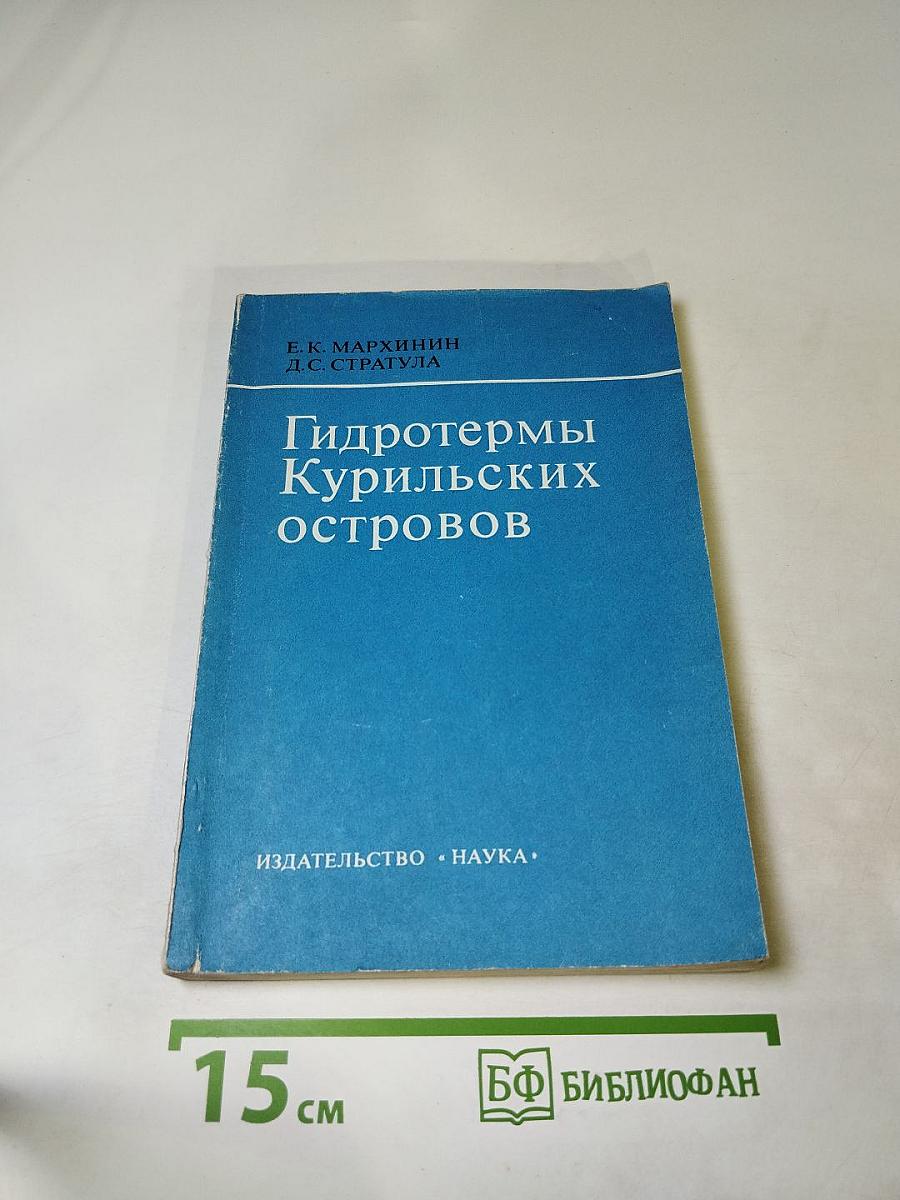 Е. К. МАРХИНИН
Д. С. СТРАТУЛА
Гидротермы
Курильских
островов
ИЗДАТЕЛЬСТВО «НАУКА»
15 см
БФ БИБЛИОФАН